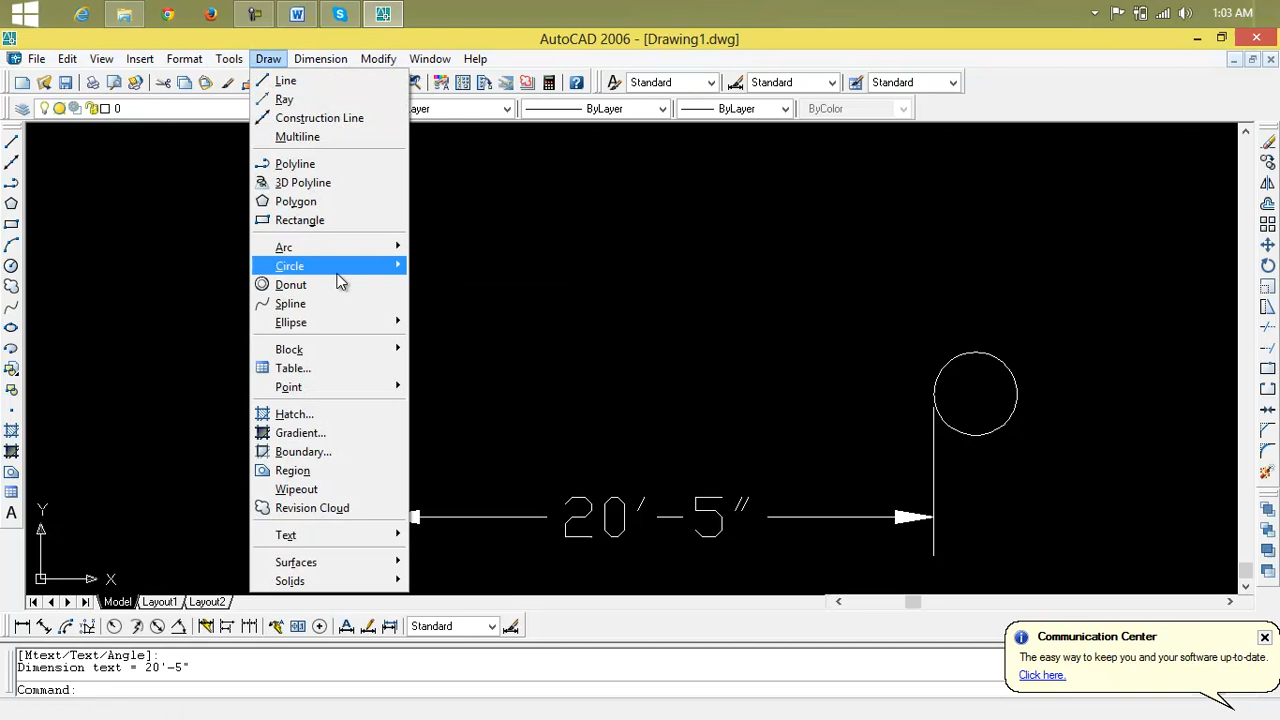 1:03 AM
AutoCAD 2006 - [Drawing1.dwg]
File Edit View Insert Format Tools Draw Dimension Modify Window Help
Standard Standard Standard
0 Layer ByLayer ByLayer ByColor
Line
Ray
Construction Line
Multiline
Polyline
3D Polyline
Polygon
Rectangle
Arc
Circle
Donut
Spline
Ellipse
Block
Table...
Point
Hatch...
Gradient...
Boundary...
Region
Wipeout
Revision Cloud
Text
Surfaces
Solids
20'-5"
Y
X
A
Model Layout1 Layout2
Standard
[Mtext/Text/Angle]:
Dimension text = 20'-5"
Command:
Communication Center
The easy way to keep you and your software up-to-date.
Click here.